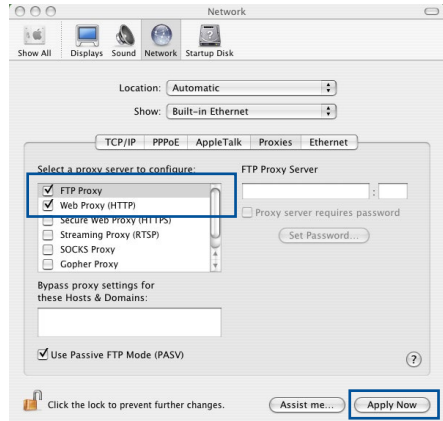 Network
Show All Displays Sound Network Startup Disk
Location: Automatic
Show: Built-in Ethernet
TCP/IP PPPoE AppleTalk Proxies Ethernet
Select a proxy server to configure: FTP Proxy Server
FTP Proxy :
Web Proxy (HTTP)
Secure Web Proxy (HTTPS) Proxy server requires password
Streaming Proxy (RTSP) Set Password...
SOCKS Proxy
Gopher Proxy
Bypass proxy settings for
these Hosts & Domains:
Use Passive FTP Mode (PASV) ?
Click the lock to prevent further changes. Assist me... Apply Now